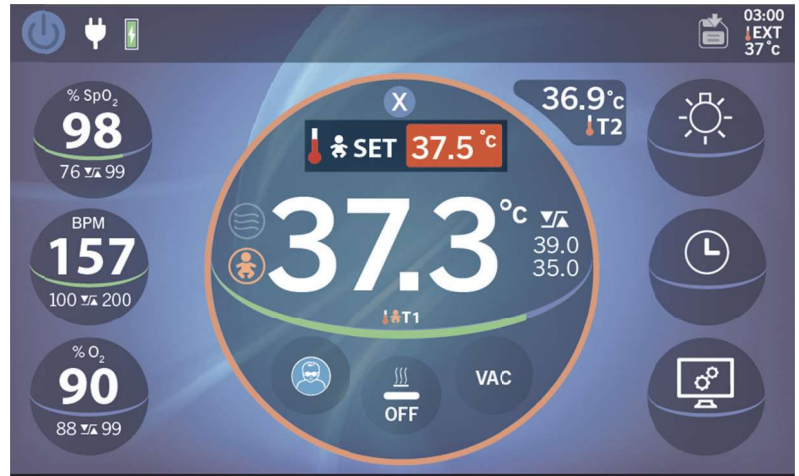 03:00
EXT
37°c
% SpO₂
98
76 99
BPM
157
100 200
% O₂
90
88 99
X
SET 37.5 °c
37.3 °c
39.0
35.0
T1
36.9°c
T2
OFF
VAC